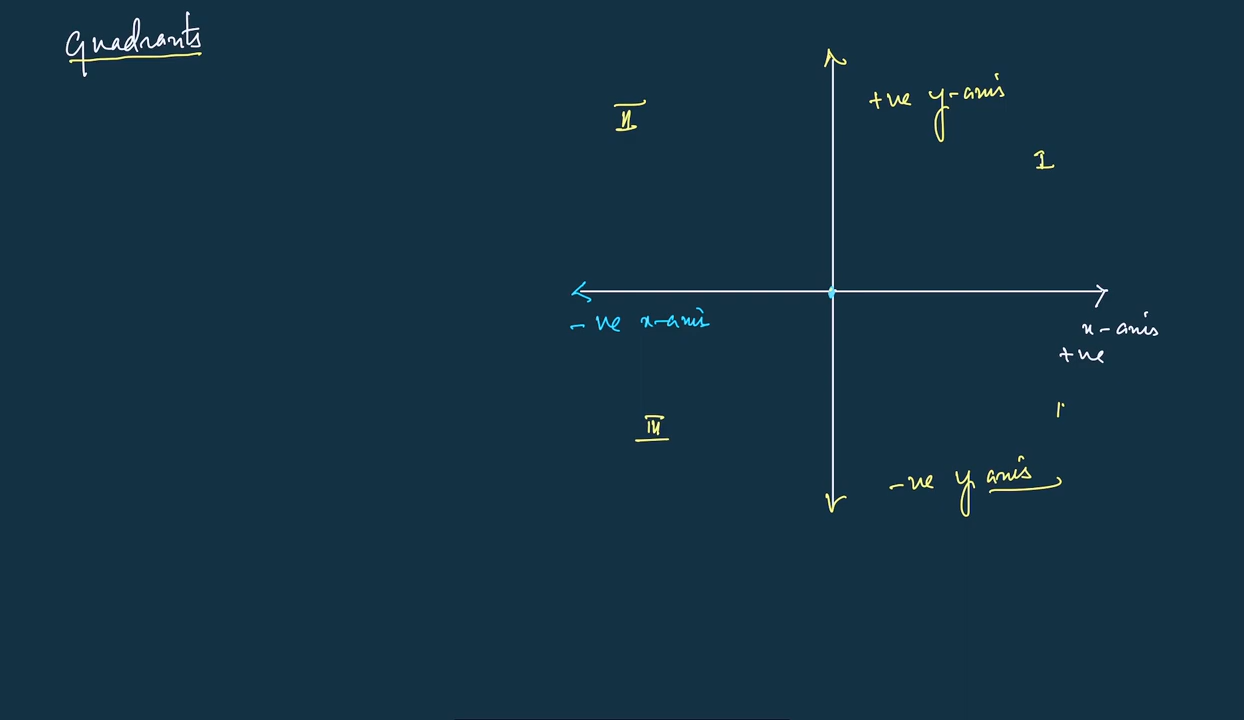 Quadrants
+ve y-axis
II
I
-ve x-axis
x-axis
+ve
III
-ve y axis